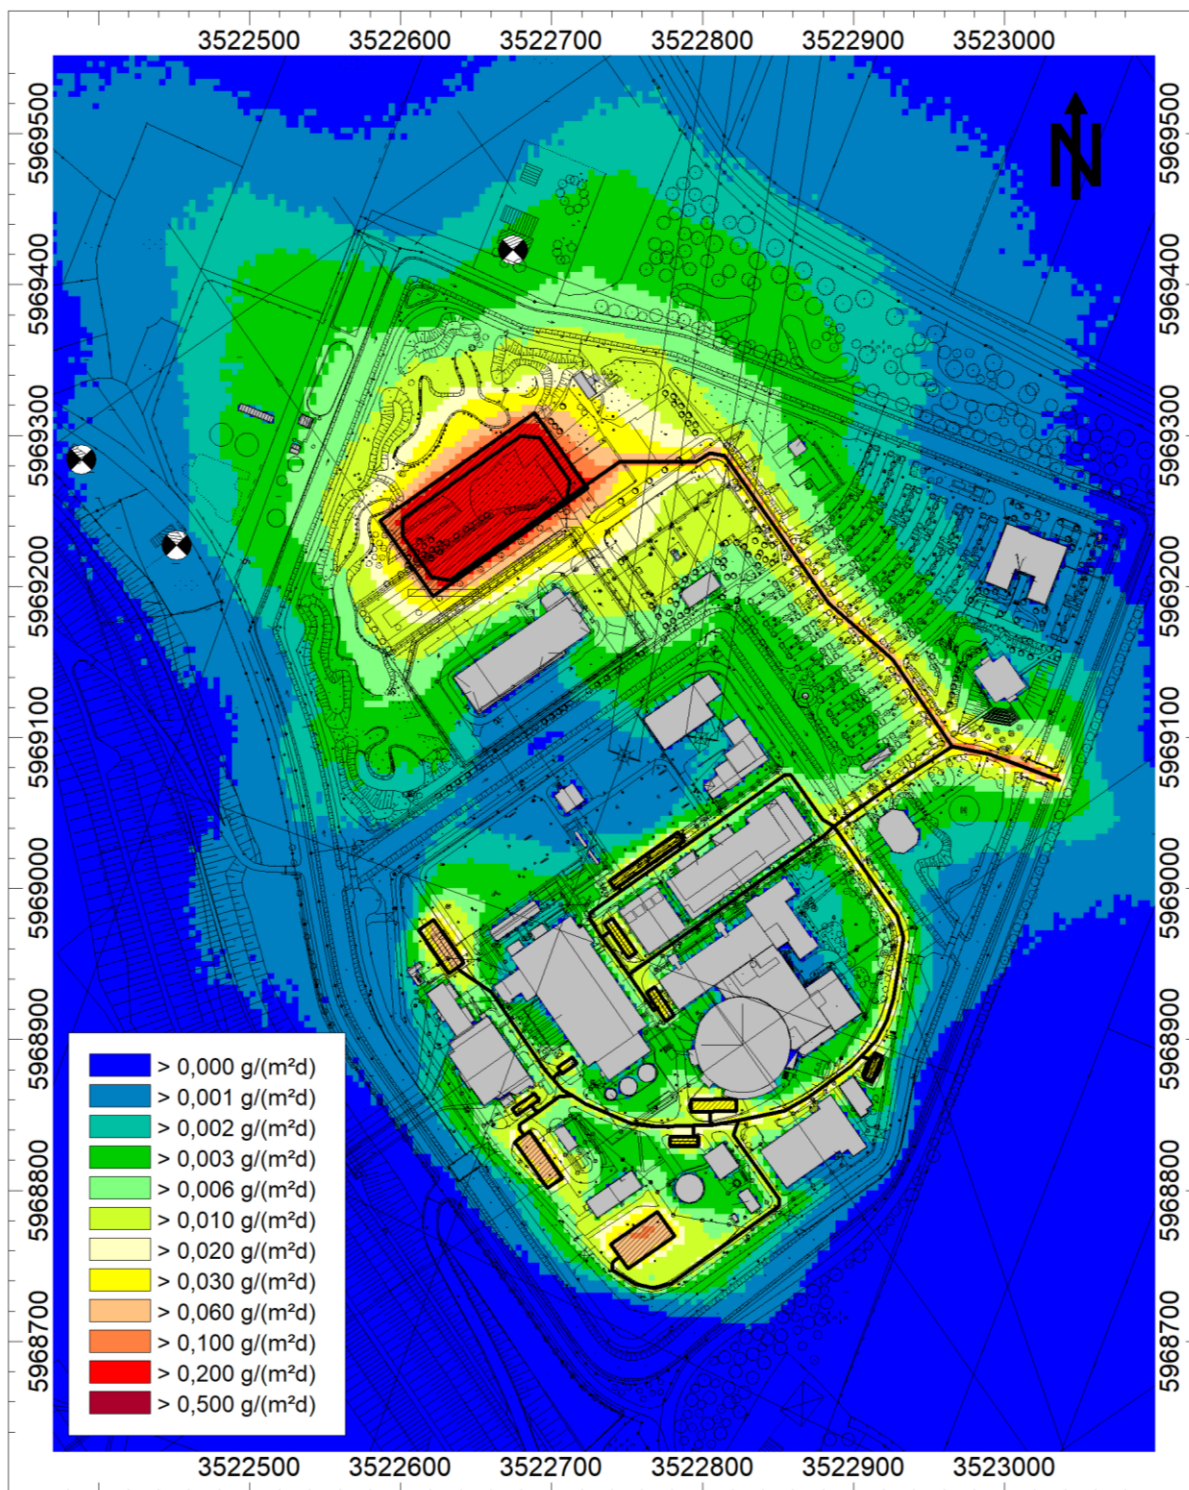 3522500 3522600 3522700 3522800 3522900 3523000
5969500 5969500
N
5969400 5969400
5969300 5969300
5969200 5969200
5969100 5969100
H
5969000 5969000
5968900 5968900
5968800 5968800
5968700 5968700
> 0,000 g/(m²d)
> 0,001 g/(m²d)
> 0,002 g/(m²d)
> 0,003 g/(m²d)
> 0,006 g/(m²d)
> 0,010 g/(m²d)
> 0,020 g/(m²d)
> 0,030 g/(m²d)
> 0,060 g/(m²d)
> 0,100 g/(m²d)
> 0,200 g/(m²d)
> 0,500 g/(m²d)
3522500 3522600 3522700 3522800 3522900 3523000